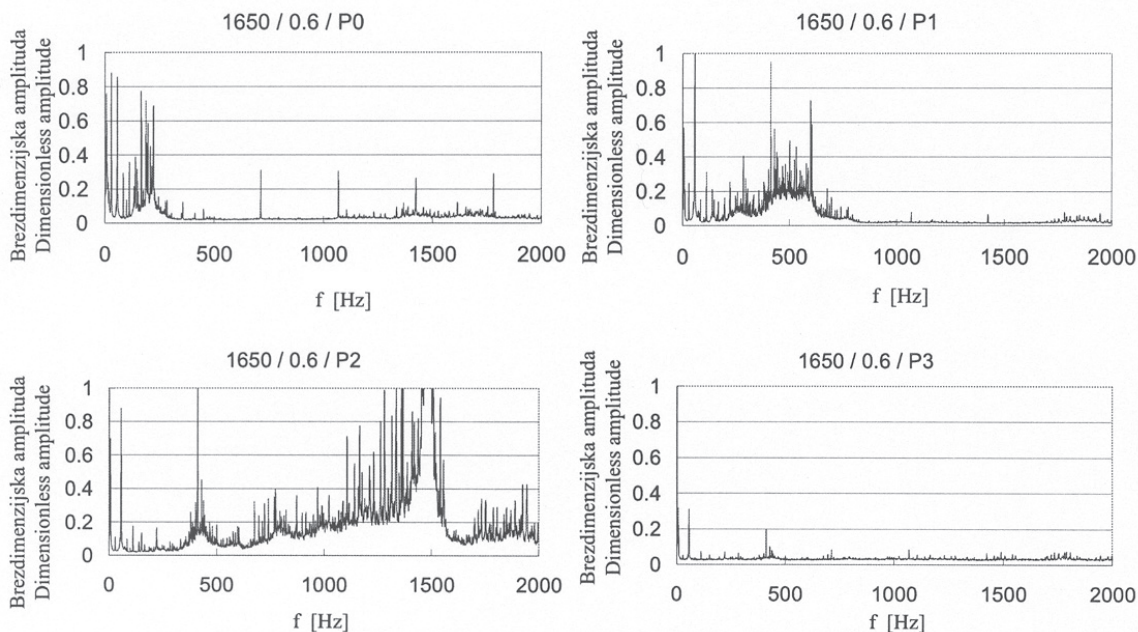 1650 / 0.6 / P0
Brezdimenzijska amplituda
Dimensionless amplitude
1
0.8
0.6
0.4
0.2
0
0 500 1000 1500 2000
f [Hz]
1650 / 0.6 / P1
Brezdimenzijska amplituda
Dimensionless amplitude
1
0.8
0.6
0.4
0.2
0
0 500 1000 1500 2000
f [Hz]
1650 / 0.6 / P2
Brezdimenzijska amplituda
Dimensionless amplitude
1
0.8
0.6
0.4
0.2
0
0 500 1000 1500 2000
f [Hz]
1650 / 0.6 / P3
Brezdimenzijska amplituda
Dimensionless amplitude
1
0.8
0.6
0.4
0.2
0
0 500 1000 1500 2000
f [Hz]